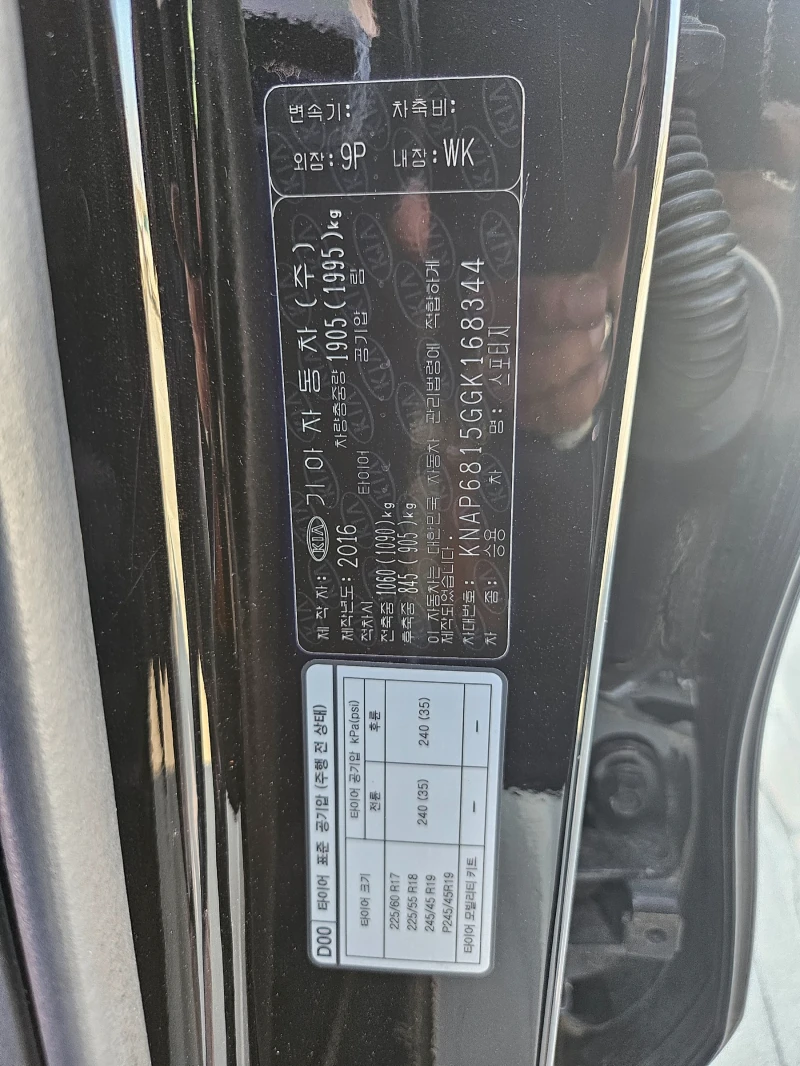 변속기: 차축비:
외장: 9P 내장: WK
제 작 자: KIA 기 아 자 동 차 ( 주 )
제작년도: 2016 차량총중량 1905 (1995)kg
적차시 타이어 공기압 림
전축중 1060 (1090)kg
후축중 845 ( 905)kg
이 자동차는 대한민국 자동차 관리법령에 적합하게
제작되었습니다.
차대번호: KNAP6815GGK168344
차 종: 승용 차 명: 스포티지
D00 타이어 표준 공기압 (주행 전 상태)
타이어 크기 타이어 공기압 kPa(psi)
전륜 후륜
225/60 R17
225/55 R18
245/45 R19
P245/45R19
240 (35) 240 (35)
타이어 모빌리티 키트 – –